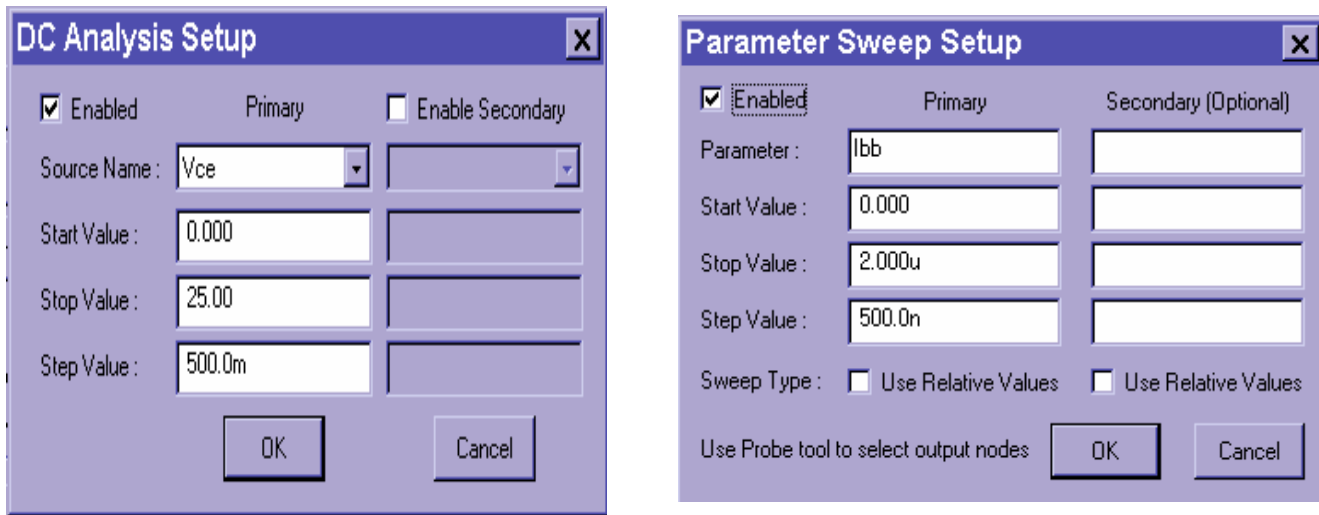 DC Analysis Setup
Enabled Primary Enable Secondary
Source Name : Vce
Start Value : 0.000
Stop Value : 25.00
Step Value : 500.0m
OK Cancel
Parameter Sweep Setup
Enabled Primary Secondary (Optional)
Parameter : Ibb
Start Value : 0.000
Stop Value : 2.000u
Step Value : 500.0n
Sweep Type : Use Relative Values Use Relative Values
Use Probe tool to select output nodes OK Cancel